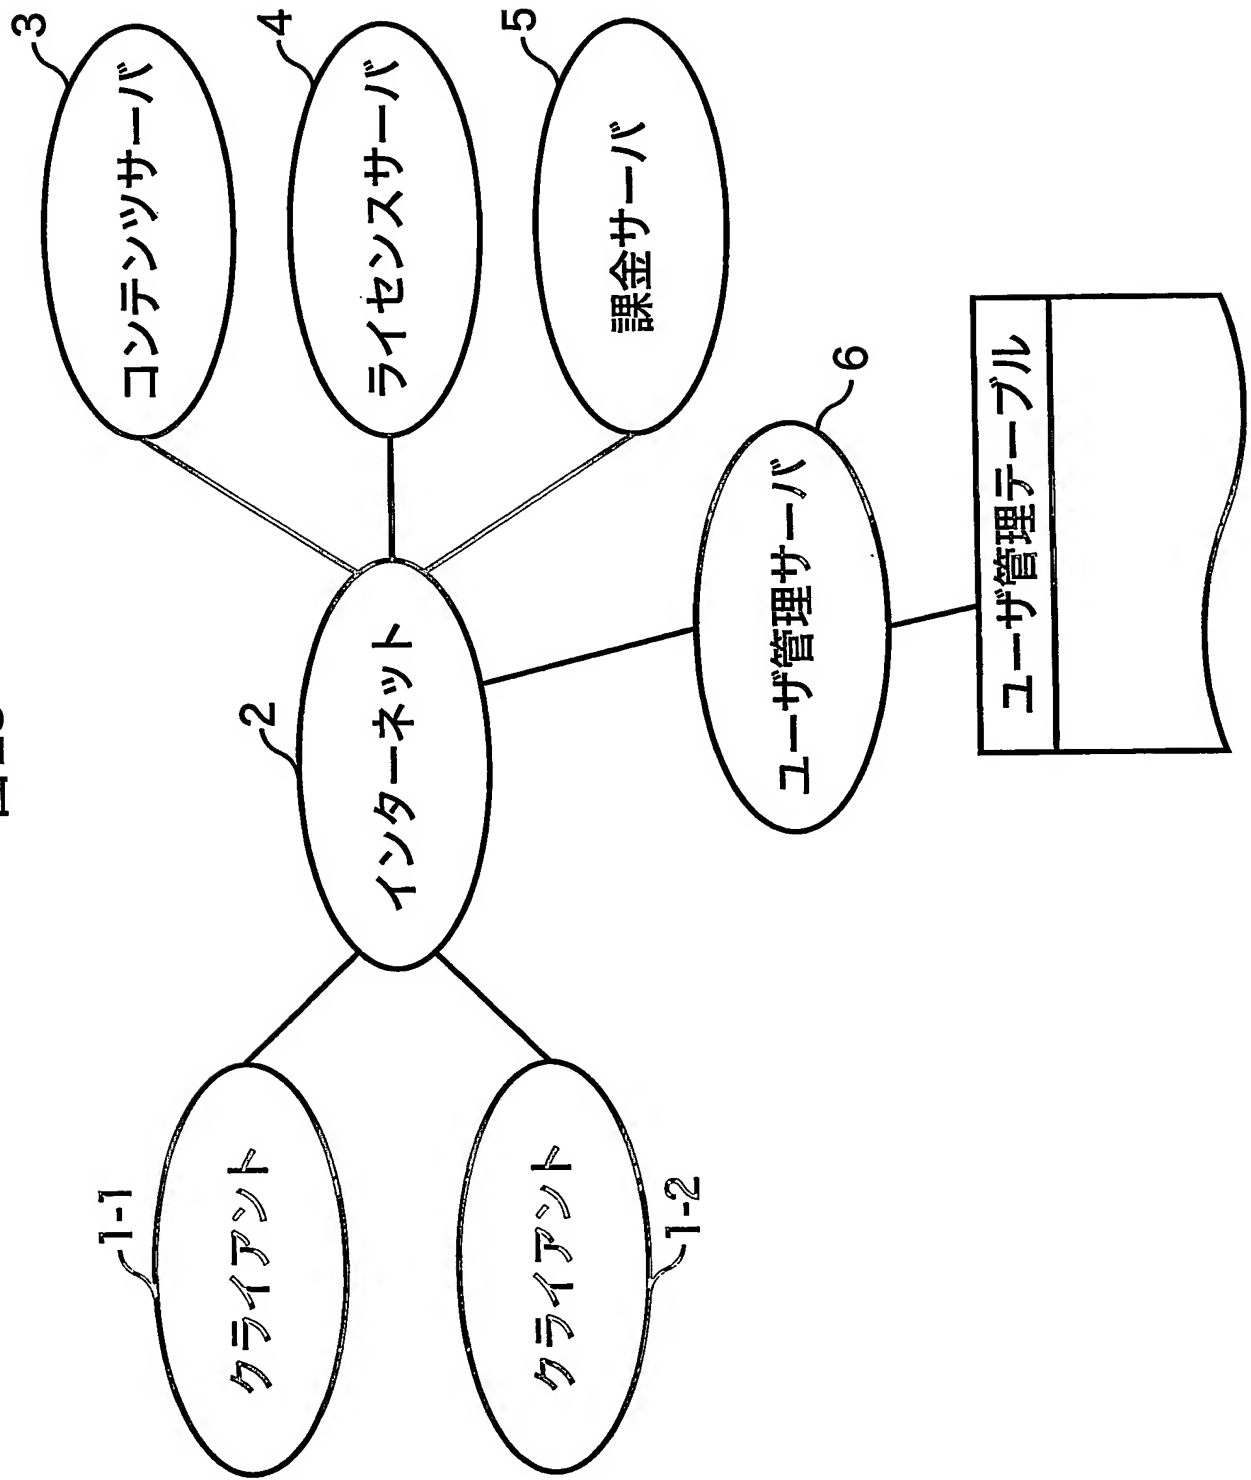 1-1
クライアント
クライアント
1-2
2
インターネット
3
コンテンツサーバ
4
ライセンスサーバ
5
課金サーバ
6
ユーザ管理サーバ
ユーザ管理テーブル